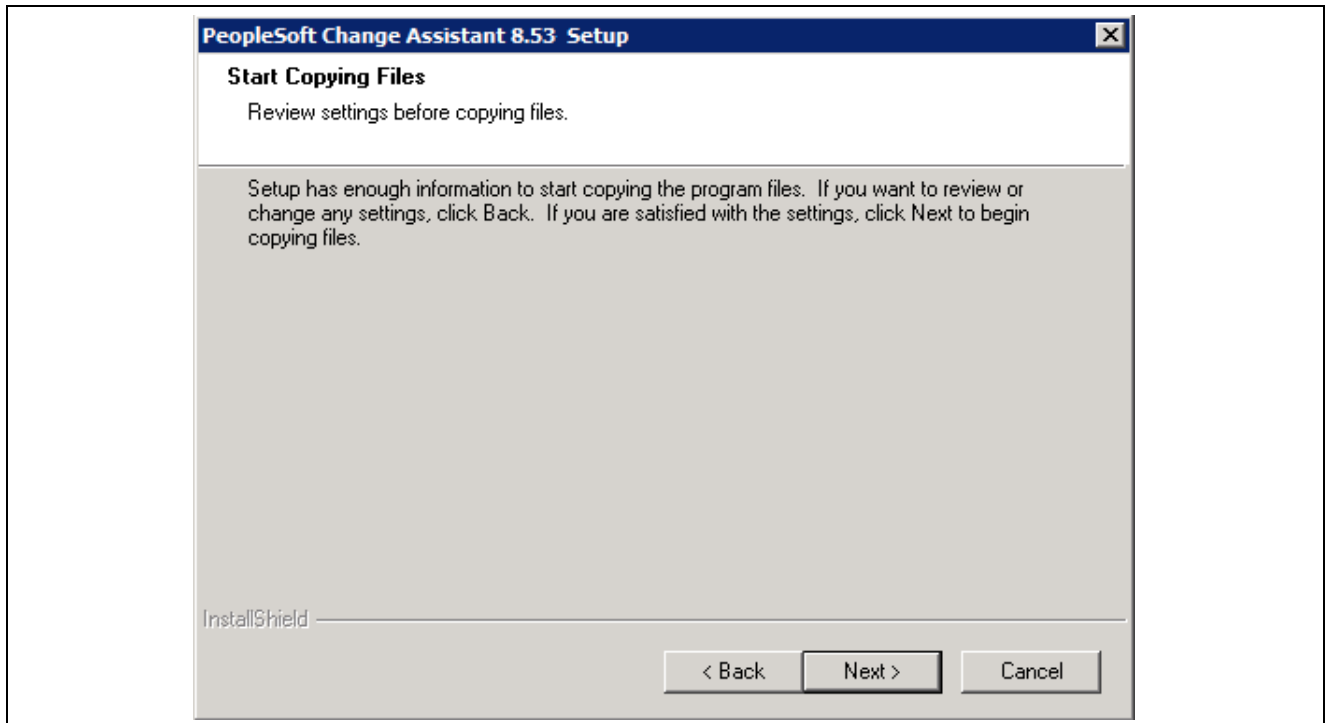 PeopleSoft Change Assistant 8.53 Setup
Start Copying Files
Review settings before copying files.
Setup has enough information to start copying the program files. If you want to review or
change any settings, click Back. If you are satisfied with the settings, click Next to begin
copying files.
InstallShield
< Back Next > Cancel